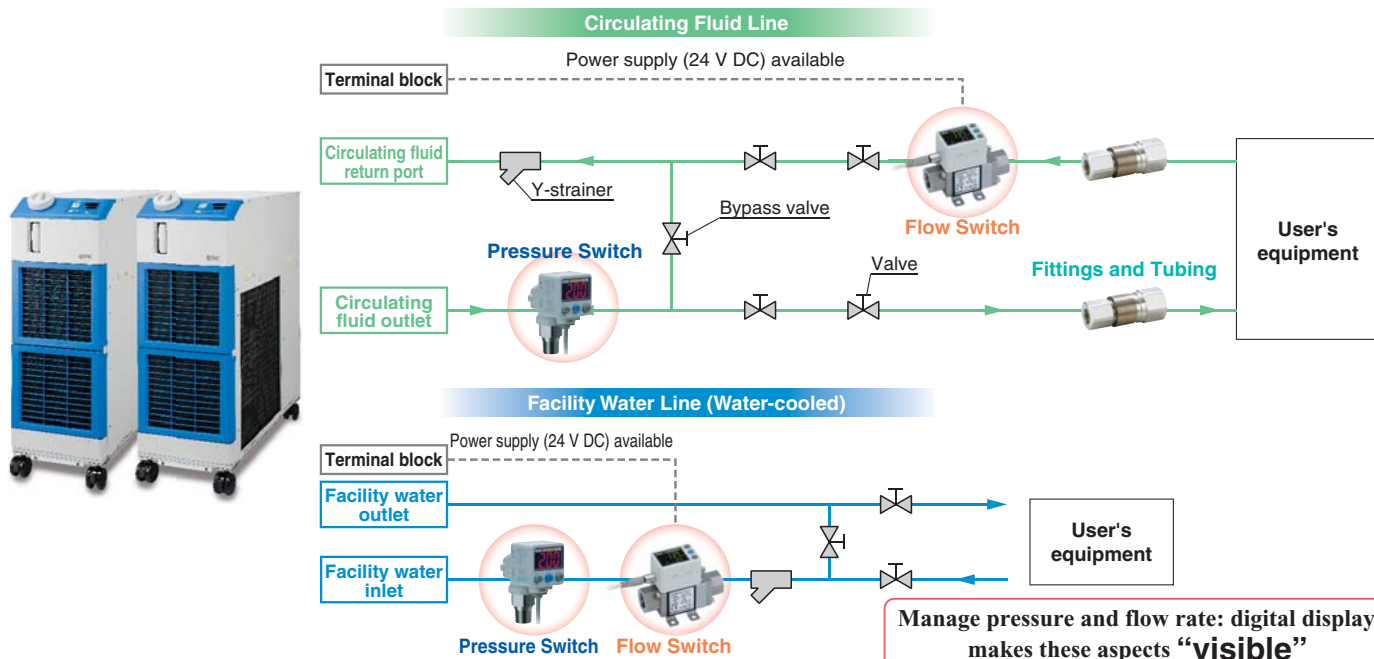 Circulating Fluid Line
Power supply (24 V DC) available
Terminal block
Circulating fluid
return port
Y-strainer
Bypass valve
Flow Switch
User's
equipment
Pressure Switch
Valve
Fittings and Tubing
Circulating
fluid outlet
200
Facility Water Line (Water-cooled)
Power supply (24 V DC) available
Terminal block
Facility water
outlet
User's
equipment
Facility water
inlet
200
Pressure Switch
Flow Switch
Manage pressure and flow rate: digital display
makes these aspects “visible”